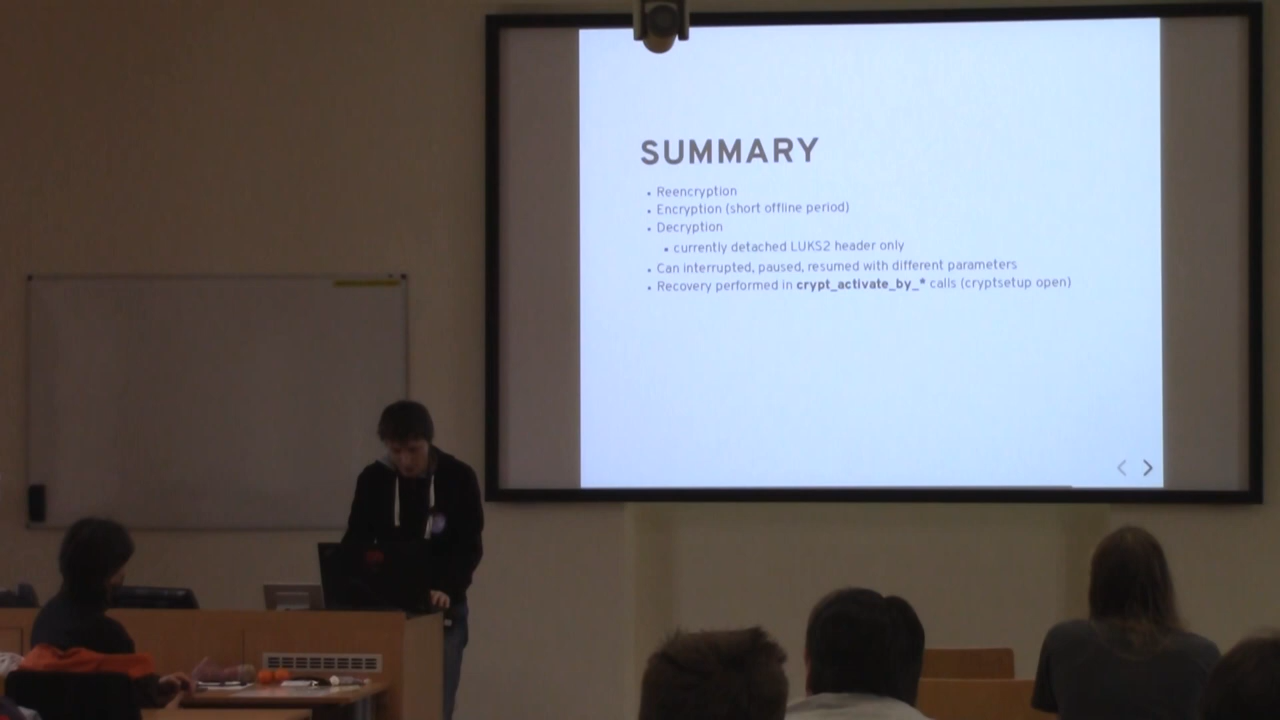 SUMMARY
• Reencryption
• Encryption (short offline period)
• Decryption
• currently detached LUKS2 header only
• Can interrupted, paused, resumed with different parameters
• Recovery performed in crypt_activate_by_* calls (cryptsetup open)